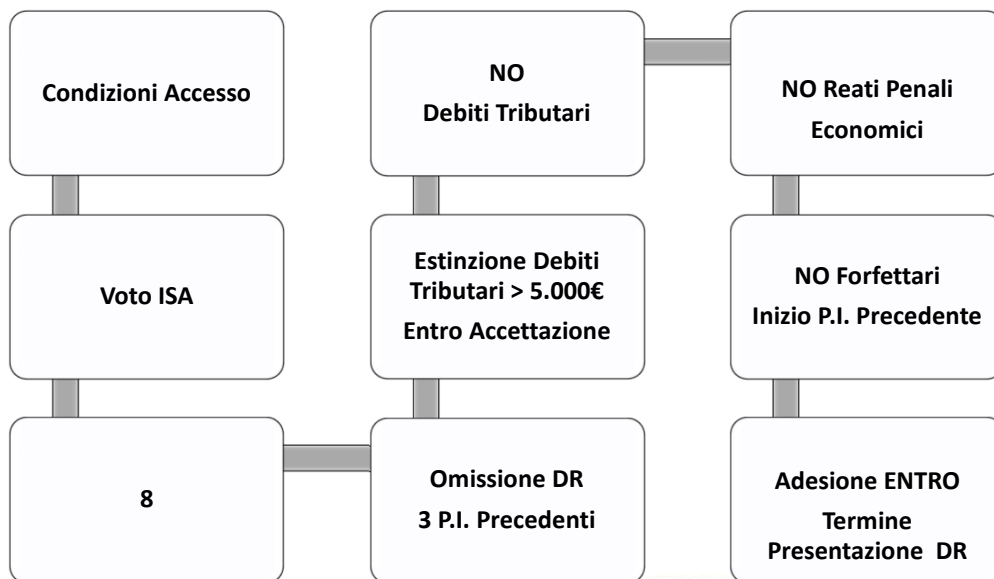 Condizioni Accesso
Voto ISA
8
Omissione DR
3 P.I. Precedenti
Estinzione Debiti
Tributari > 5.000€
Entro Accettazione
NO
Debiti Tributari
NO Reati Penali
Economici
NO Forfettari
Inizio P.I. Precedente
Adesione ENTRO
Termine
Presentazione DR